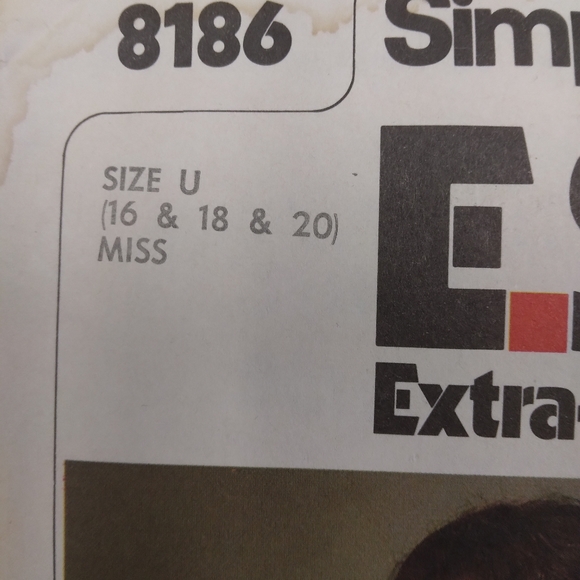 8186
Simp
SIZE U
(16 & 18 & 20)
MISS
E.
Extra-